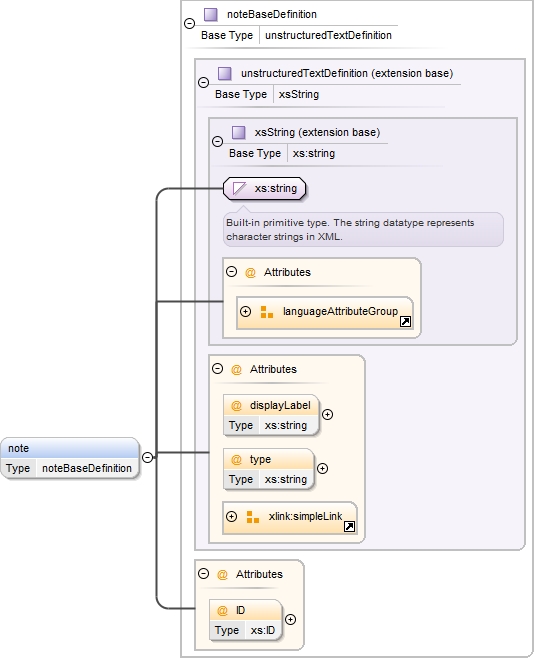 noteBaseDefinition
Base Type unstructuredTextDefinition
unstructuredTextDefinition (extension base)
Base Type xsString
xsString (extension base)
Base Type xs:string
xs:string
Built-in primitive type. The string datatype represents
character strings in XML.
@ Attributes
languageAttributeGroup
@ Attributes
@ displayLabel
Type xs:string
@ type
Type xs:string
xlink:simpleLink
note
Type noteBaseDefinition
@ Attributes
@ ID
Type xs:ID